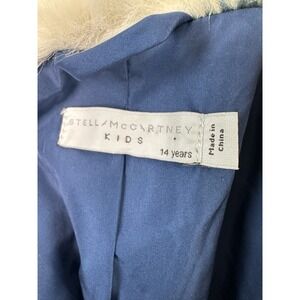 STELLA McCARTNEY
KIDS
14 years
Made in
China